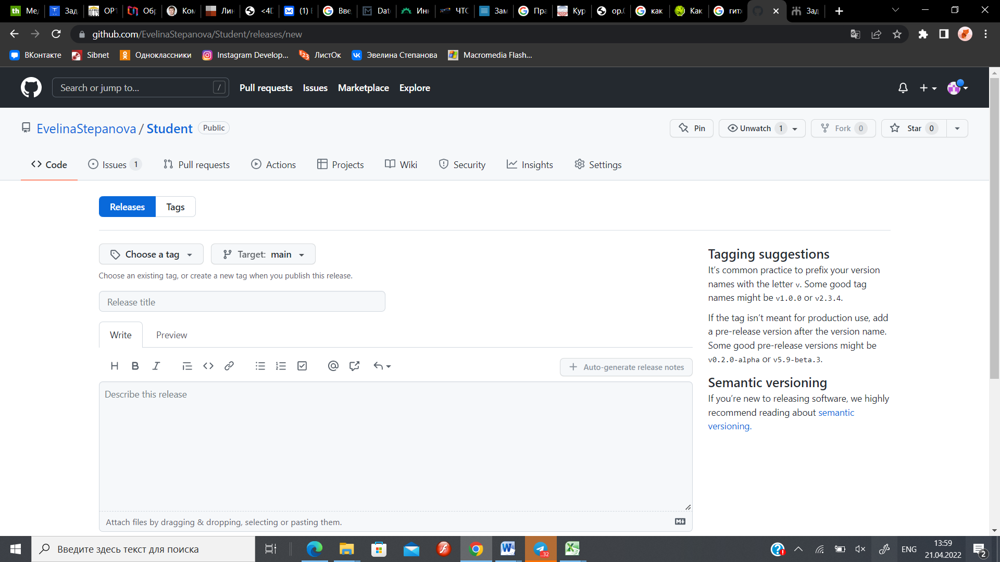 Ме
Зад
ОР1
Обр
Ком
Лин
<4D
(1)
Вве
Date
Инн
ЧТО
Зам
Пра
Кур
ор.
как
Как
гит
Зад
github.com/EvelinaStepanova/Student/releases/new
ВКонтакте Sibnet Одноклассники Instagram Develop... ЛистОк Эвелина Степанова Macromedia Flash...
Search or jump to... / Pull requests Issues Marketplace Explore
EvelinaStepanova / Student Public Pin Unwatch 1 Fork 0 Star 0
Code Issues 1 Pull requests Actions Projects Wiki Security Insights Settings
Releases Tags
Choose a tag Target: main
Choose an existing tag, or create a new tag when you publish this release.
Release title
Write Preview
H B I
Auto-generate release notes
Describe this release
Attach files by dragging & dropping, selecting or pasting them.
Tagging suggestions
It's common practice to prefix your version
names with the letter v. Some good tag
names might be v1.0.0 or v2.3.4.
If the tag isn't meant for production use, add
a pre-release version after the version name.
Some good pre-release versions might be
v0.2.0-alpha or v5.9-beta.3.
Semantic versioning
If you're new to releasing software, we highly
recommend reading about semantic
versioning.
Введите здесь текст для поиска
..32
ENG
13:59
21.04.2022
2